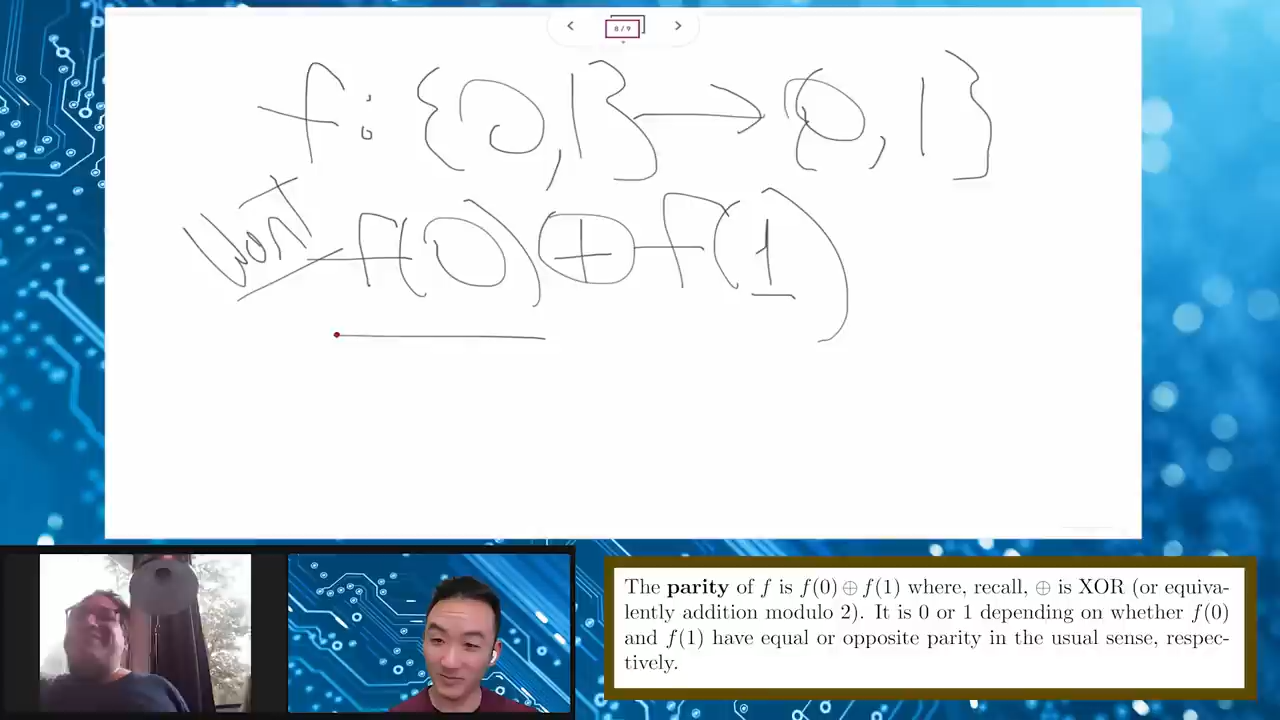 8 / 9
f : {0,1} → {0,1}
Want f(0) ⊕ f(1)
The parity of f is f(0) ⊕ f(1) where, recall, ⊕ is XOR (or equiva-
lently addition modulo 2). It is 0 or 1 depending on whether f(0)
and f(1) have equal or opposite parity in the usual sense, respec-
tively.